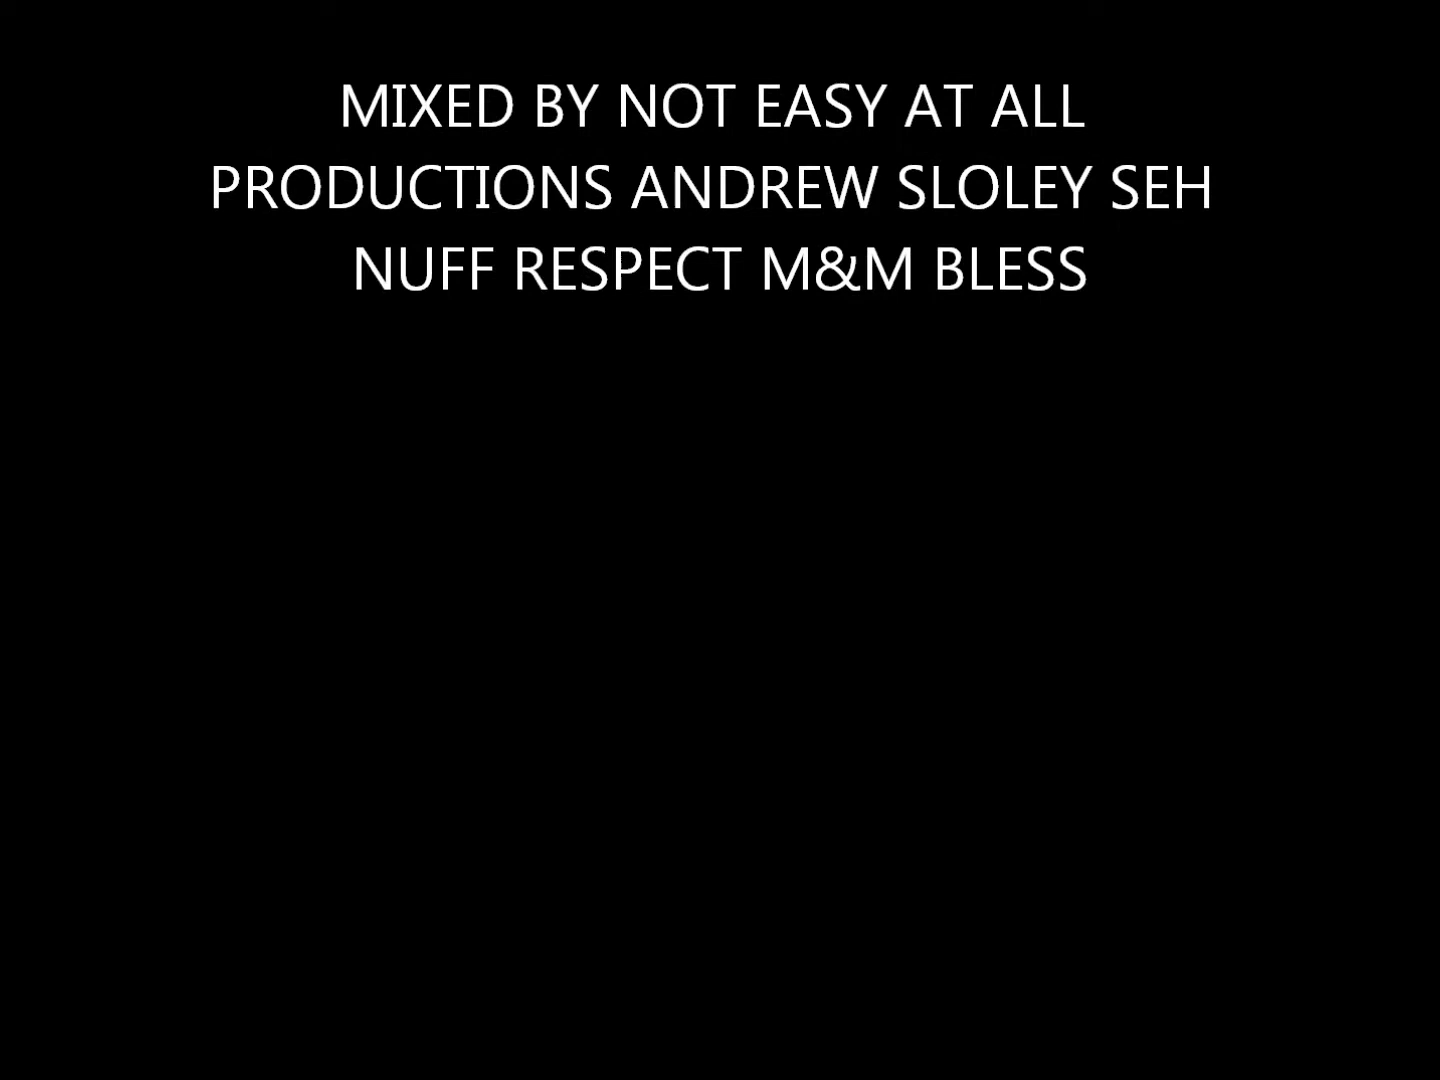 MIXED BY NOT EASY AT ALL
PRODUCTIONS ANDREW SLOLEY SEH
NUFF RESPECT M&M BLESS